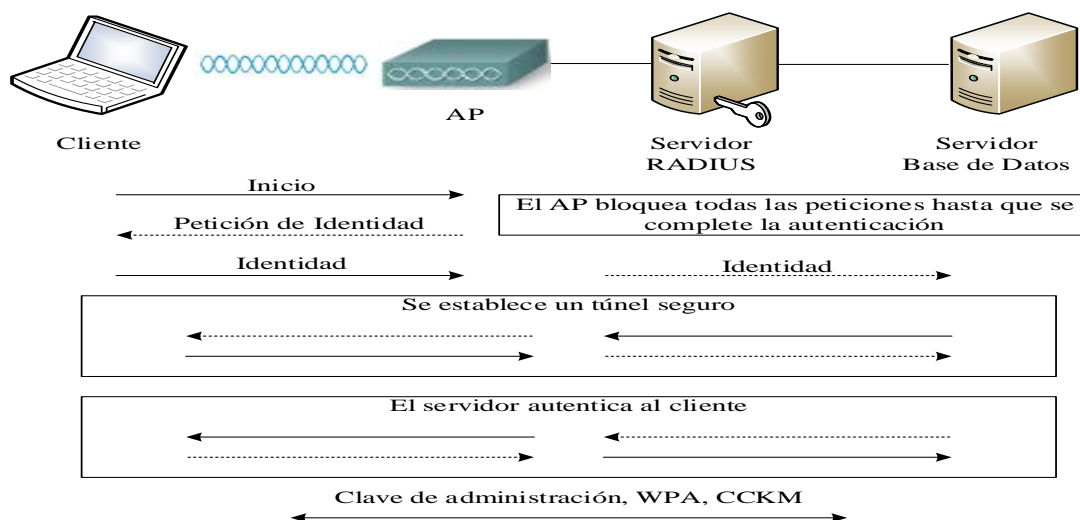 Cliente
AP
Servidor
RADIUS
Servidor
Base de Datos
Inicio
El AP bloquea todas las peticiones hasta que se
complete la autenticación
Petición de Identidad
Identidad
Identidad
Se establece un túnel seguro
El servidor autentica al cliente
Clave de administración, WPA, CCKM